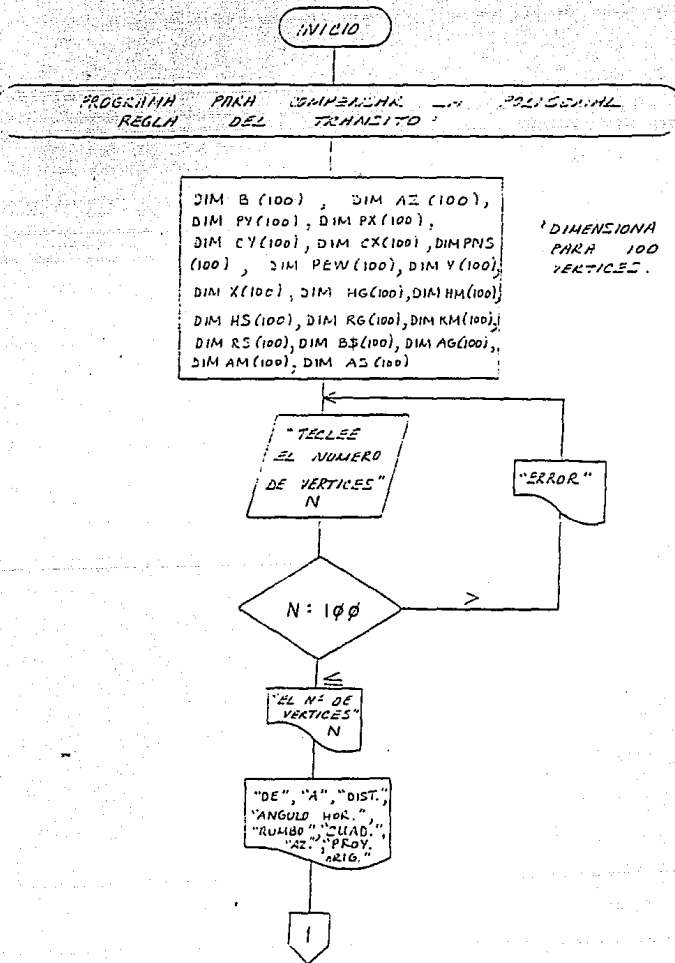 INICIO
PROGRAMA PARA COMPENSAR POLIGONAL
REGLA DEL TRANSITO:
DIM B (100) , DIM AZ (100),
DIM PY(100), DIM PX(100),
DIM CY(100), DIM CX(100), DIM PNS
(100) , DIM PEW(100), DIM Y(100),
DIM X(100), DIM HG(100), DIM HM(100),
DIM HS(100), DIM RG(100), DIM RM(100),
DIM RS(100), DIM B$(100), DIM AG(100),
DIM AM(100), DIM AS(100)
'DIMENSIONA
PARA 100
VERTICES.
"TECLEE
EL NUMERO
DE VERTICES"
N
"ERROR"
N: 1φφ
>
≤
"EL Nº DE
VERTICES"
N
"DE", "A", "DIST.",
"ANGULO HOR.",
"RUMBO", "CUAD.",
"AZ.", "PROY.
ORIG."
1